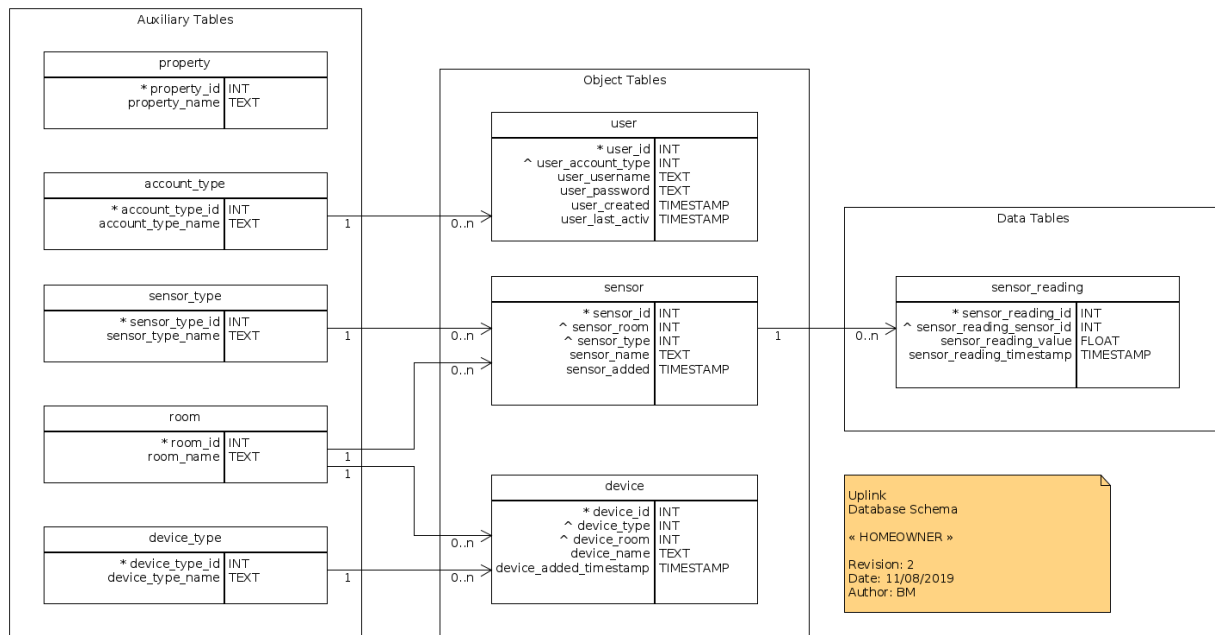 Auxiliary Tables
property
* property_id INT
property_name TEXT
account_type
* account_type_id INT
account_type_name TEXT
1
0..n
sensor_type
* sensor_type_id INT
sensor_type_name TEXT
1
0..n
0..n
room
* room_id INT
room_name TEXT
1
1
0..n
device_type
* device_type_id INT
device_type_name TEXT
1
0..n
Object Tables
user
* user_id INT
^ user_account_type INT
user_username TEXT
user_password TEXT
user_created TIMESTAMP
user_last_activ TIMESTAMP
sensor
* sensor_id INT
^ sensor_room INT
^ sensor_type INT
sensor_name TEXT
sensor_added TIMESTAMP
1
0..n
device
* device_id INT
^ device_type INT
^ device_room INT
device_name TEXT
device_added_timestamp TIMESTAMP
Data Tables
sensor_reading
* sensor_reading_id INT
^ sensor_reading_sensor_id INT
sensor_reading_value FLOAT
sensor_reading_timestamp TIMESTAMP
Uplink
Database Schema
« HOMEOWNER »
Revision: 2
Date: 11/08/2019
Author: BM